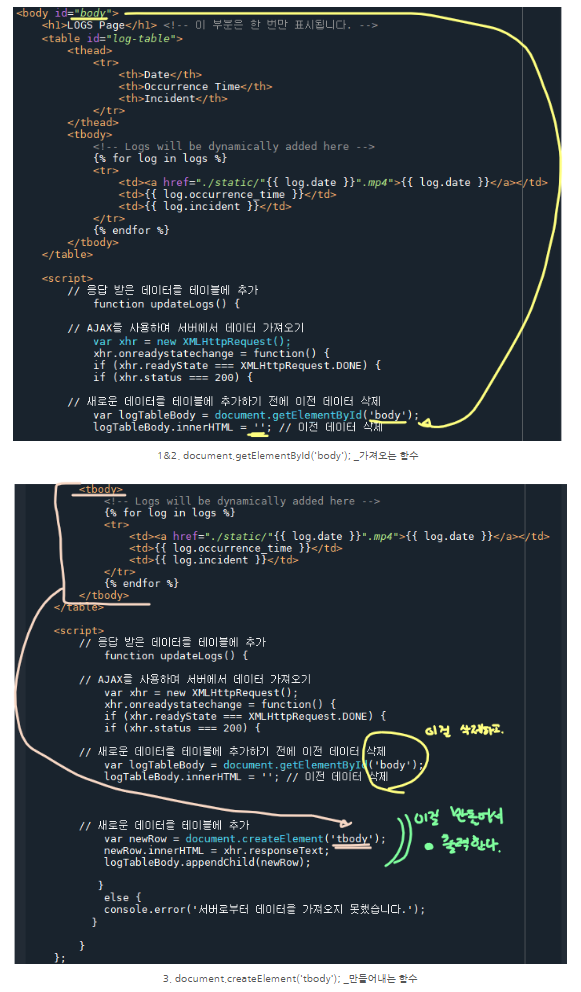 <body id="body">
<h1>LOGS Page</h1> <!-- 이 부분은 한 번만 표시됩니다. -->
<table id="log-table">
<thead>
<tr>
<th>Date</th>
<th>Occurrence Time</th>
<th>Incident</th>
</tr>
</thead>
<tbody>
<!-- Logs will be dynamically added here -->
{% for log in logs %}
<tr>
<td><a href="./static/"{{ log.date }}".mp4">{{ log.date }}</a></td>
<td>{{ log.occurrence_time }}</td>
<td>{{ log.incident }}</td>
</tr>
{% endfor %}
</tbody>
</table>
<script>
// 응답 받은 데이터를 테이블에 추가
function updateLogs() {
// AJAX를 사용하여 서버에서 데이터 가져오기
var xhr = new XMLHttpRequest();
xhr.onreadystatechange = function() {
if (xhr.readyState === XMLHttpRequest.DONE) {
if (xhr.status === 200) {
// 새로운 데이터를 테이블에 추가하기 전에 이전 데이터 삭제
var logTableBody = document.getElementById('body');
logTableBody.innerHTML = ''; // 이전 데이터 삭제
1&2. document.getElementById('body'); _가져오는 함수
<tbody>
<!-- Logs will be dynamically added here -->
{% for log in logs %}
<tr>
<td><a href="./static/"{{ log.date }}".mp4">{{ log.date }}</a></td>
<td>{{ log.occurrence_time }}</td>
<td>{{ log.incident }}</td>
</tr>
{% endfor %}
</tbody>
</table>
<script>
// 응답 받은 데이터를 테이블에 추가
function updateLogs() {
// AJAX를 사용하여 서버에서 데이터 가져오기
var xhr = new XMLHttpRequest();
xhr.onreadystatechange = function() {
if (xhr.readyState === XMLHttpRequest.DONE) {
if (xhr.status === 200) {
이걸 삭제하고.
// 새로운 데이터를 테이블에 추가하기 전에 이전 데이터 삭제
var logTableBody = document.getElementById('body');
logTableBody.innerHTML = ''; // 이전 데이터 삭제
// 새로운 데이터를 테이블에 추가
var newRow = document.createElement('tbody');
newRow.innerHTML = xhr.responseText;
logTableBody.appendChild(newRow);
이걸 만들어서
출력한다.
}
else {
console.error('서버로부터 데이터를 가져오지 못했습니다.');
}
}
};
3. document.createElement('tbody'); _만들어내는 함수